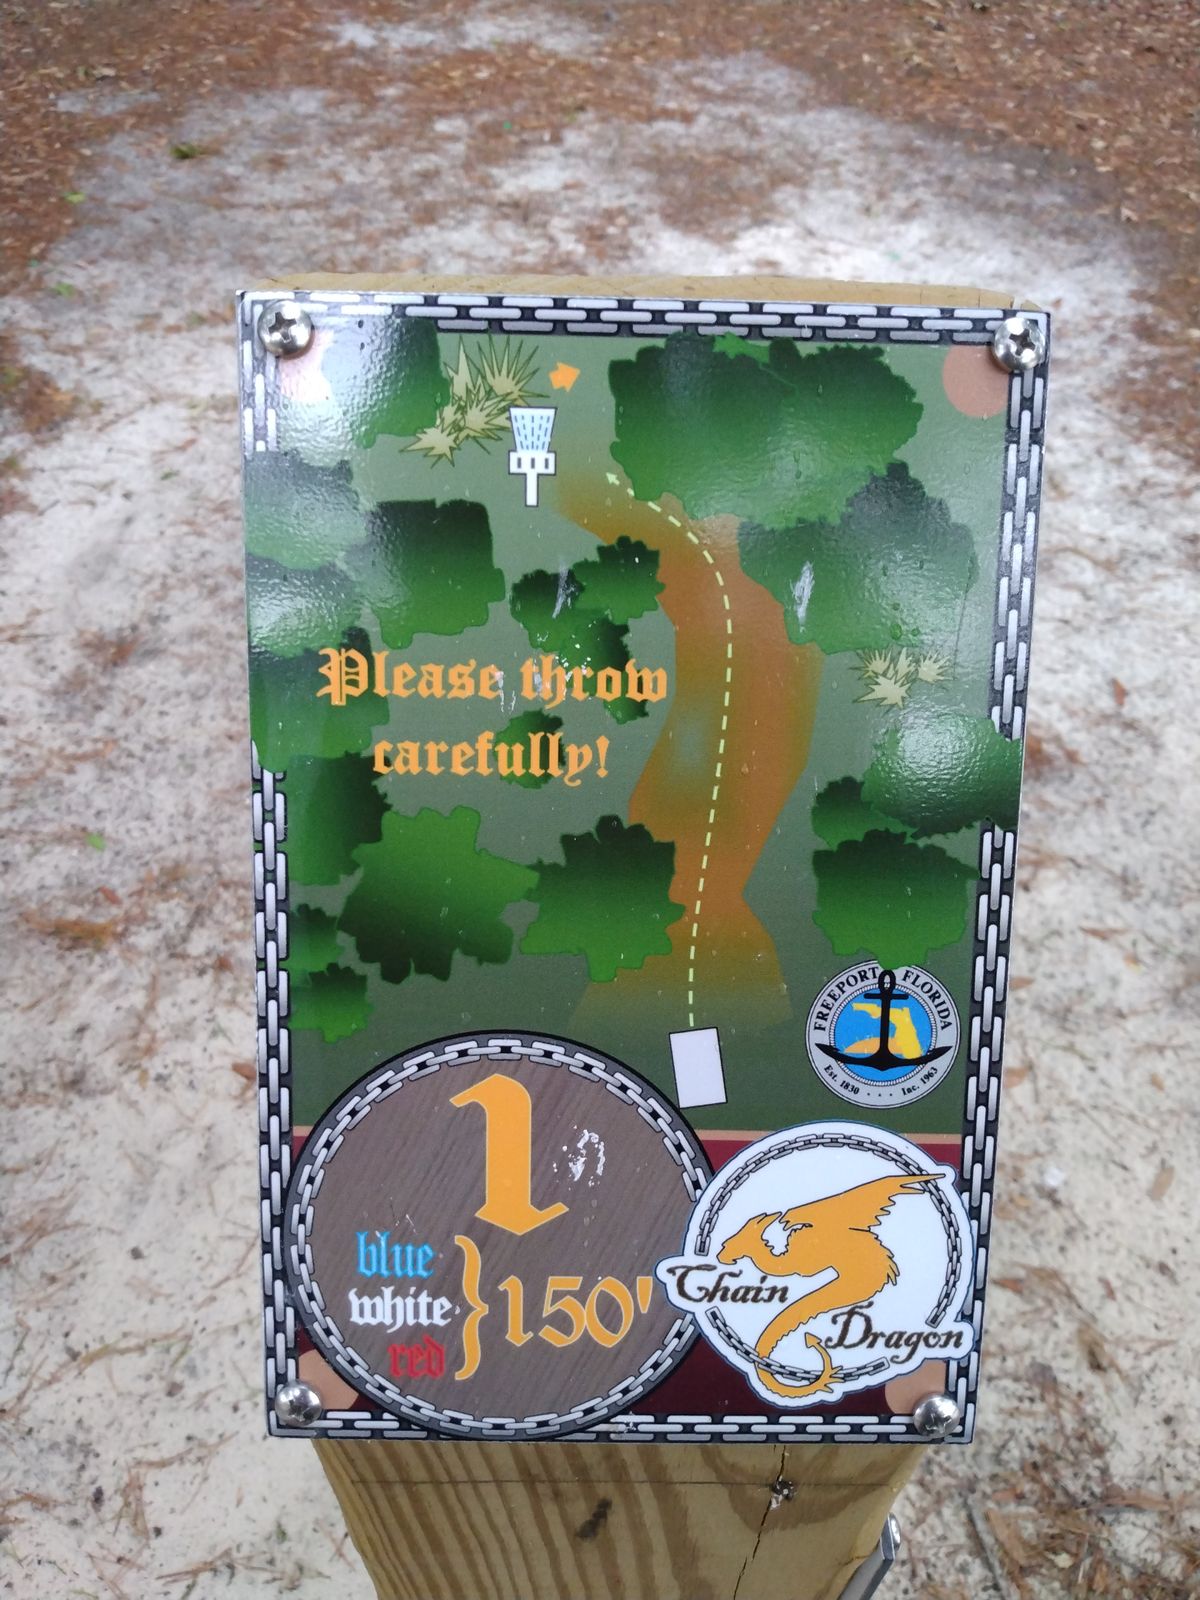 Please throw
carefully!
FREEPORT FLORIDA
Est. 1830 . . . Inc. 1963
1
blue
white
red
150'
Chain
Dragon